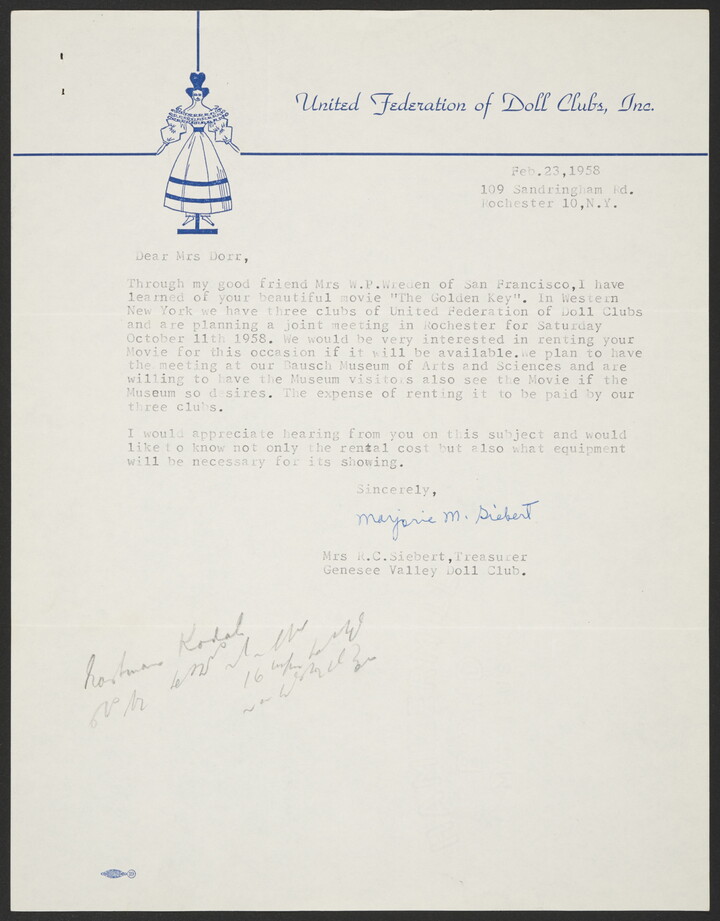 United Federation of Doll Clubs, Inc.
Feb.23,1958
109 Sandringham Rd.
Rochester 10,N.Y.
Dear Mrs Dorr,
Through my good friend Mrs W.P.Wreden of San Francisco,I have
learned of your beautiful movie "The Golden Key". In Western
New York we have three clubs of United Federation of Doll Clubs
and are planning a joint meeting in Rochester for Saturday
October 11th 1958. We would be very interested in renting your
Movie for this occasion if it will be available.We plan to have
the meeting at our Bausch Museum of Arts and Sciences and are
willing to have the Museum visitors also see the Movie if the
Museum so desires. The expense of renting it to be paid by our
three clubs.
I would appreciate hearing from you on this subject and would
like to know not only the rental cost but also what equipment
will be necessary for its showing.
Sincerely,
Marjorie M. Siebert
Mrs R.C.Siebert,Treasurer
Genesee Valley Doll Club.
Eastman Kodak
16